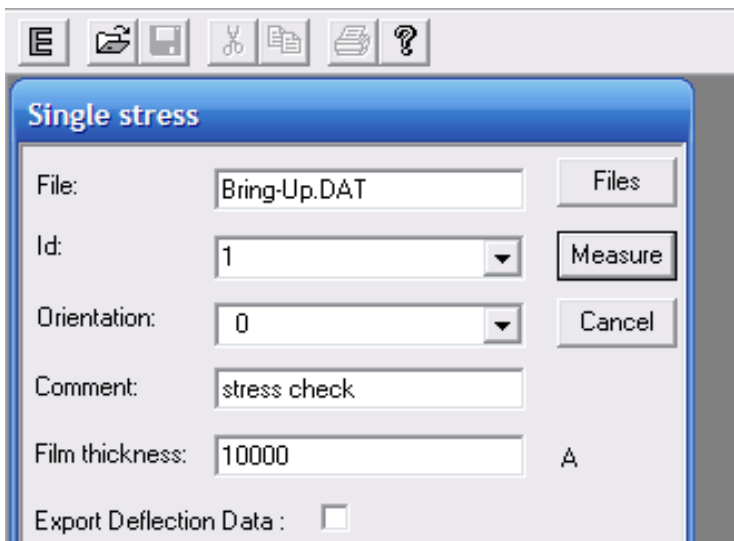 E ?
Single stress
File: Bring-Up.DAT Files
Id: 1 Measure
Orientation: 0 Cancel
Comment: stress check
Film thickness: 10000 A
Export Deflection Data :